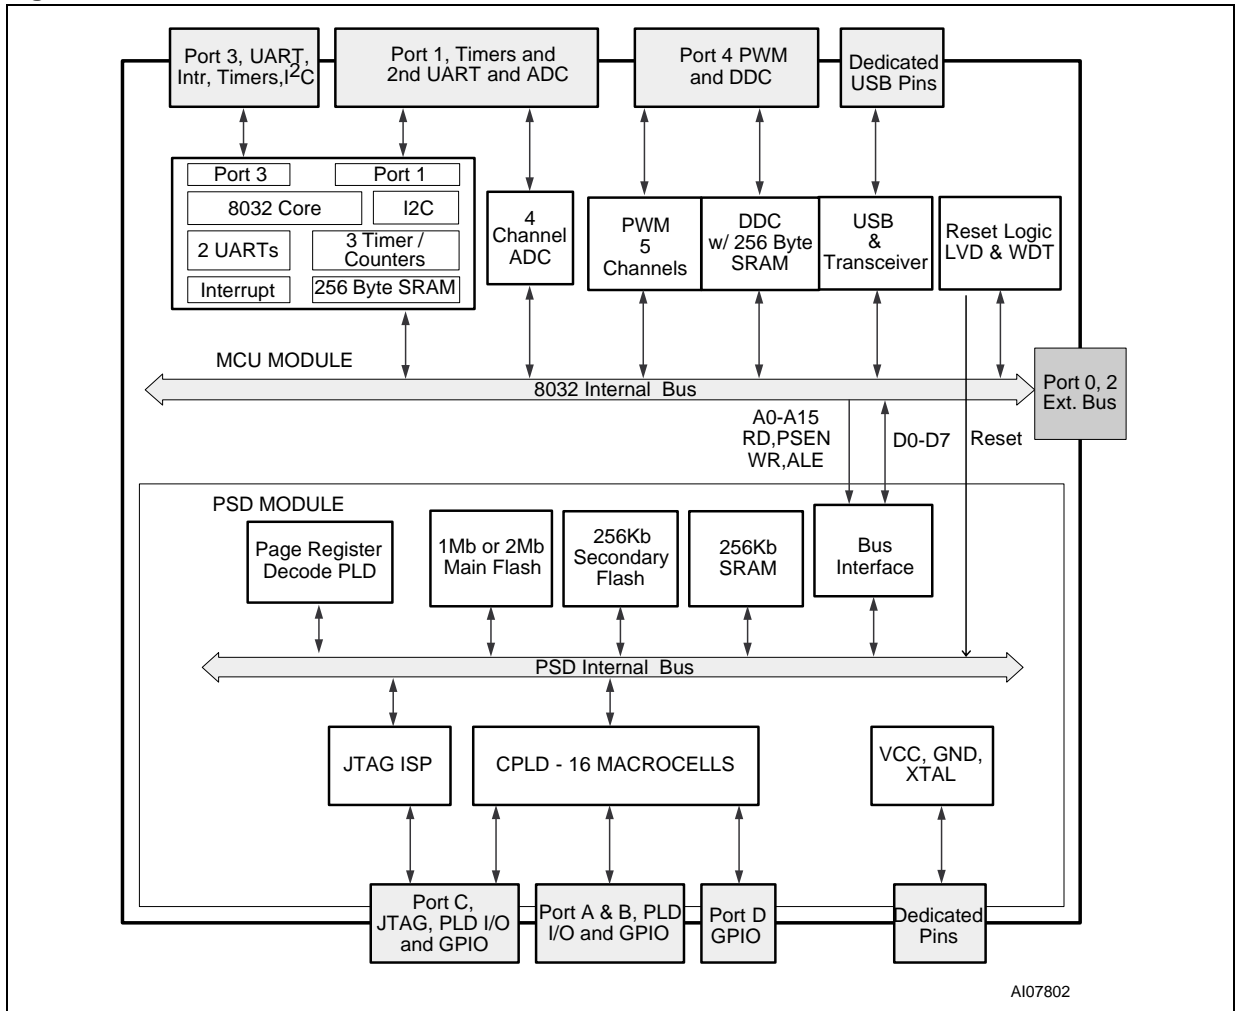 Port 3, UART,
Intr, Timers,I2C
Port 1, Timers and
2nd UART and ADC
Port 4 PWM
and DDC
Dedicated
USB Pins
Port 3
Port 1
8032 Core
I2C
2 UARTs
3 Timer /
Counters
Interrupt
256 Byte SRAM
4
Channel
ADC
PWM
5
Channels
DDC
w/ 256 Byte
SRAM
USB
&
Transceiver
Reset Logic
LVD & WDT
MCU MODULE
8032 Internal Bus
Port 0, 2
Ext. Bus
A0-A15
RD,PSEN
WR,ALE
D0-D7
Reset
PSD MODULE
Page Register
Decode PLD
1Mb or 2Mb
Main Flash
256Kb
Secondary
Flash
256Kb
SRAM
Bus
Interface
PSD Internal Bus
JTAG ISP
CPLD - 16 MACROCELLS
VCC, GND,
XTAL
Port C,
JTAG, PLD I/O
and GPIO
Port A & B, PLD
I/O and GPIO
Port D
GPIO
Dedicated
Pins
AI07802